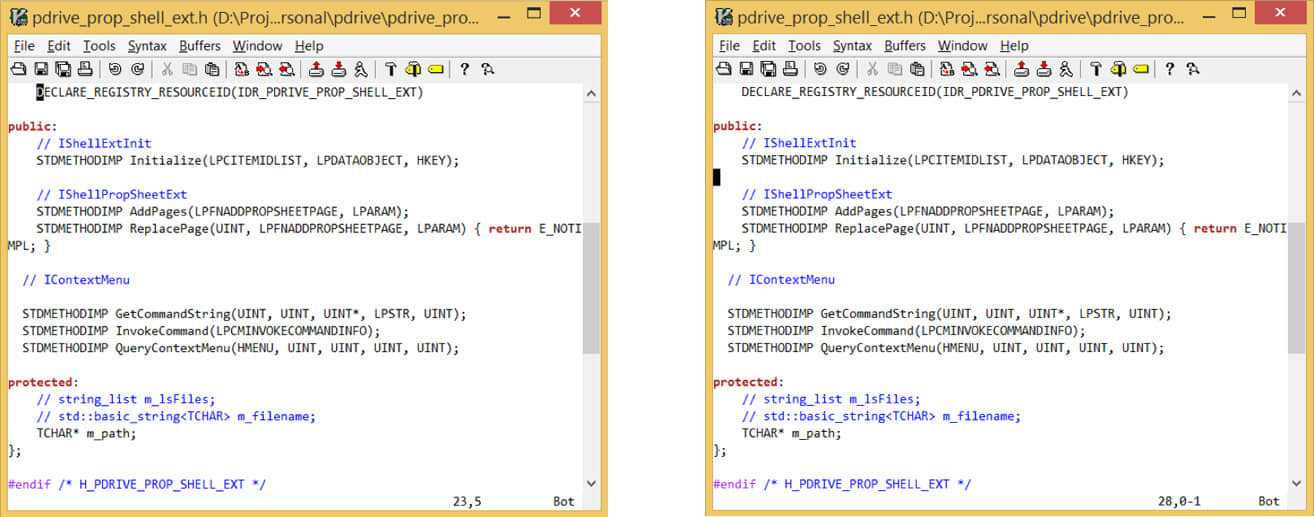 pdrive_prop_shell_ext.h (D:\Proj...rsonal\pdrive\pdrive_pro...
File Edit Tools Syntax Buffers Window Help
DECLARE_REGISTRY_RESOURCEID(IDR_PDRIVE_PROP_SHELL_EXT)
public:
// IShellExtInit
STDMETHODIMP Initialize(LPCITEMIDLIST, LPDATAOBJECT, HKEY);
// IShellPropSheetExt
STDMETHODIMP AddPages(LPFNADDPROPSHEETPAGE, LPARAM);
STDMETHODIMP ReplacePage(UINT, LPFNADDPROPSHEETPAGE, LPARAM) { return E_NOTI
MPL; }
// IContextMenu
STDMETHODIMP GetCommandString(UINT, UINT, UINT*, LPSTR, UINT);
STDMETHODIMP InvokeCommand(LPCMINVOKECOMMANDINFO);
STDMETHODIMP QueryContextMenu(HMENU, UINT, UINT, UINT, UINT);
protected:
// string_list m_lsFiles;
// std::basic_string<TCHAR> m_filename;
TCHAR* m_path;
};
#endif /* H_PDRIVE_PROP_SHELL_EXT */
23,5 Bot
pdrive_prop_shell_ext.h (D:\Proj...rsonal\pdrive\pdrive_pro...
File Edit Tools Syntax Buffers Window Help
DECLARE_REGISTRY_RESOURCEID(IDR_PDRIVE_PROP_SHELL_EXT)
public:
// IShellExtInit
STDMETHODIMP Initialize(LPCITEMIDLIST, LPDATAOBJECT, HKEY);
// IShellPropSheetExt
STDMETHODIMP AddPages(LPFNADDPROPSHEETPAGE, LPARAM);
STDMETHODIMP ReplacePage(UINT, LPFNADDPROPSHEETPAGE, LPARAM) { return E_NOTI
MPL; }
// IContextMenu
STDMETHODIMP GetCommandString(UINT, UINT, UINT*, LPSTR, UINT);
STDMETHODIMP InvokeCommand(LPCMINVOKECOMMANDINFO);
STDMETHODIMP QueryContextMenu(HMENU, UINT, UINT, UINT, UINT);
protected:
// string_list m_lsFiles;
// std::basic_string<TCHAR> m_filename;
TCHAR* m_path;
};
#endif /* H_PDRIVE_PROP_SHELL_EXT */
28,0-1 Bot